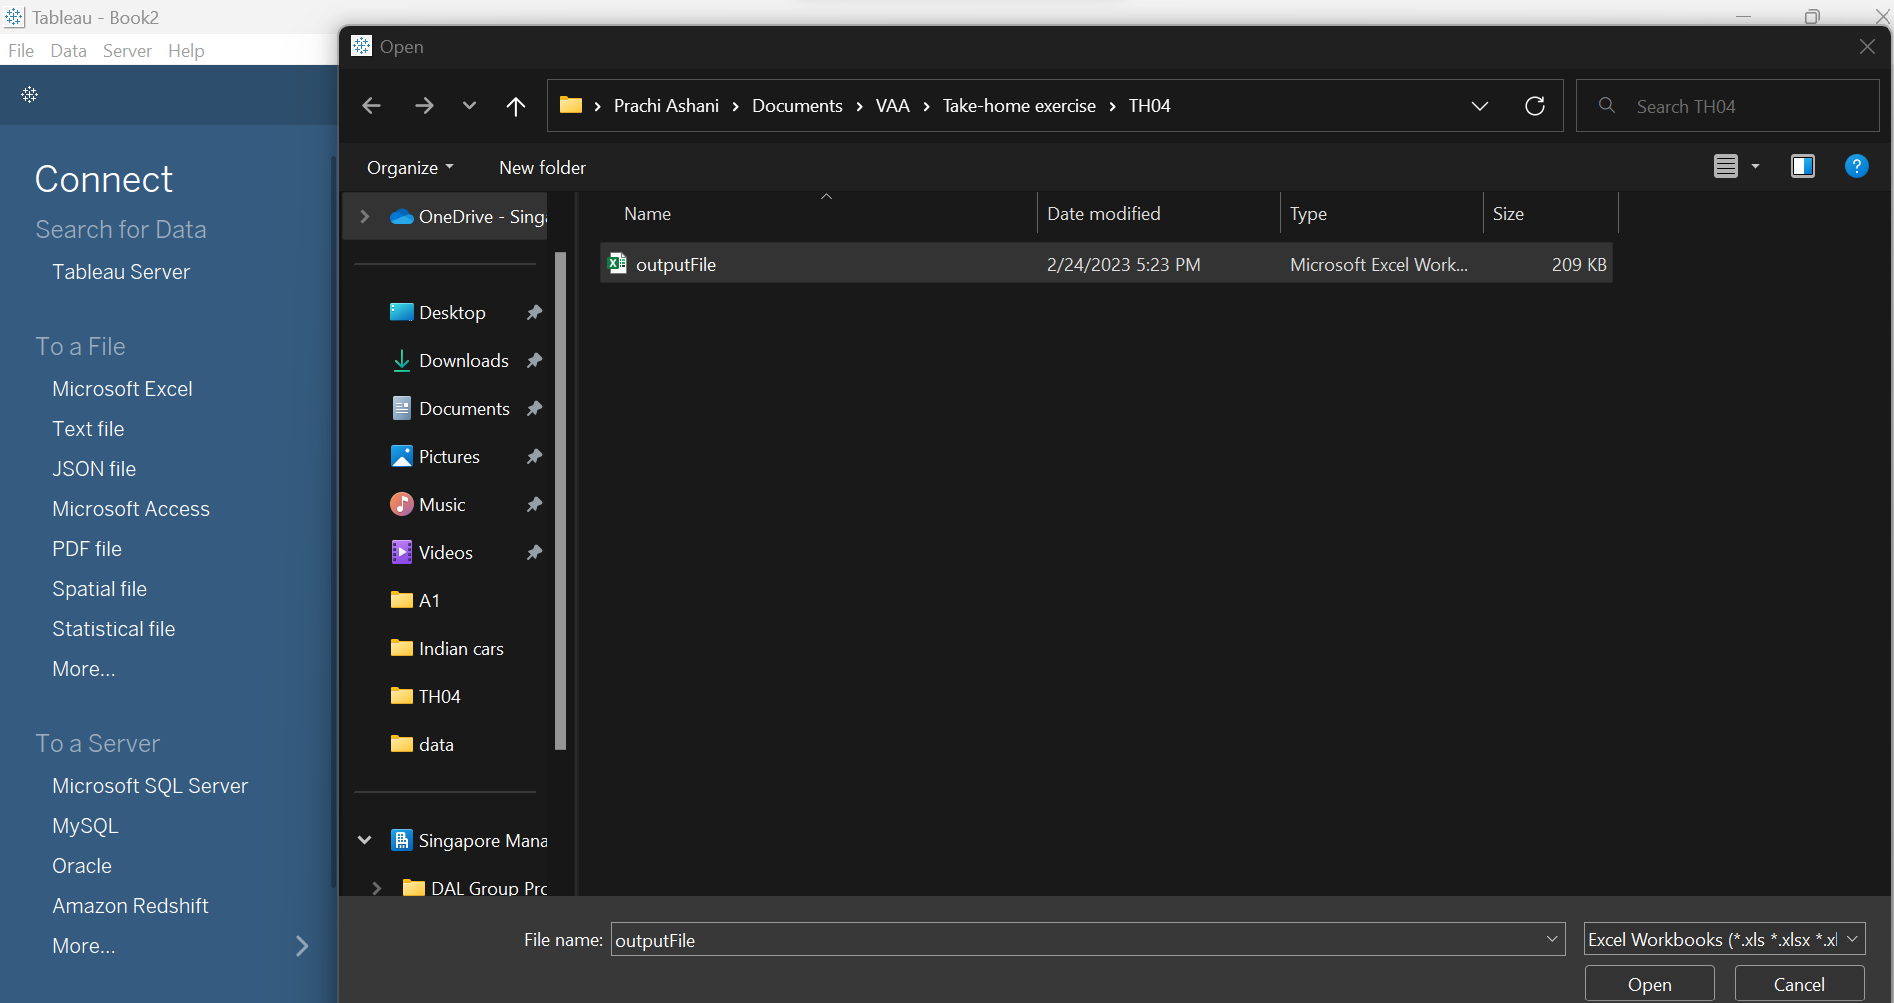 Tableau - Book2
File Data Server Help
Connect
Search for Data
Tableau Server
To a File
Microsoft Excel
Text file
JSON file
Microsoft Access
PDF file
Spatial file
Statistical file
More...
To a Server
Microsoft SQL Server
MySQL
Oracle
Amazon Redshift
More...
Open
Prachi Ashani > Documents > VAA > Take-home exercise > TH04
Search TH04
Organize New folder
?
OneDrive - Singa
Desktop
Downloads
Documents
Pictures
Music
Videos
A1
Indian cars
TH04
data
Singapore Mana
DAL Group Pro
Name Date modified Type Size
outputFile 2/24/2023 5:23 PM Microsoft Excel Work... 209 KB
File name: outputFile Excel Workbooks (*.xls *.xlsx *.xl
Open Cancel